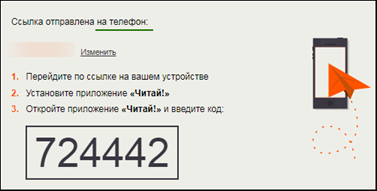 Ссылка отправлена на телефон:
Изменить
1. Перейдите по ссылке на вашем устройстве
2. Установите приложение «Читай!»
3. Откройте приложение «Читай!» и введите код:
724442